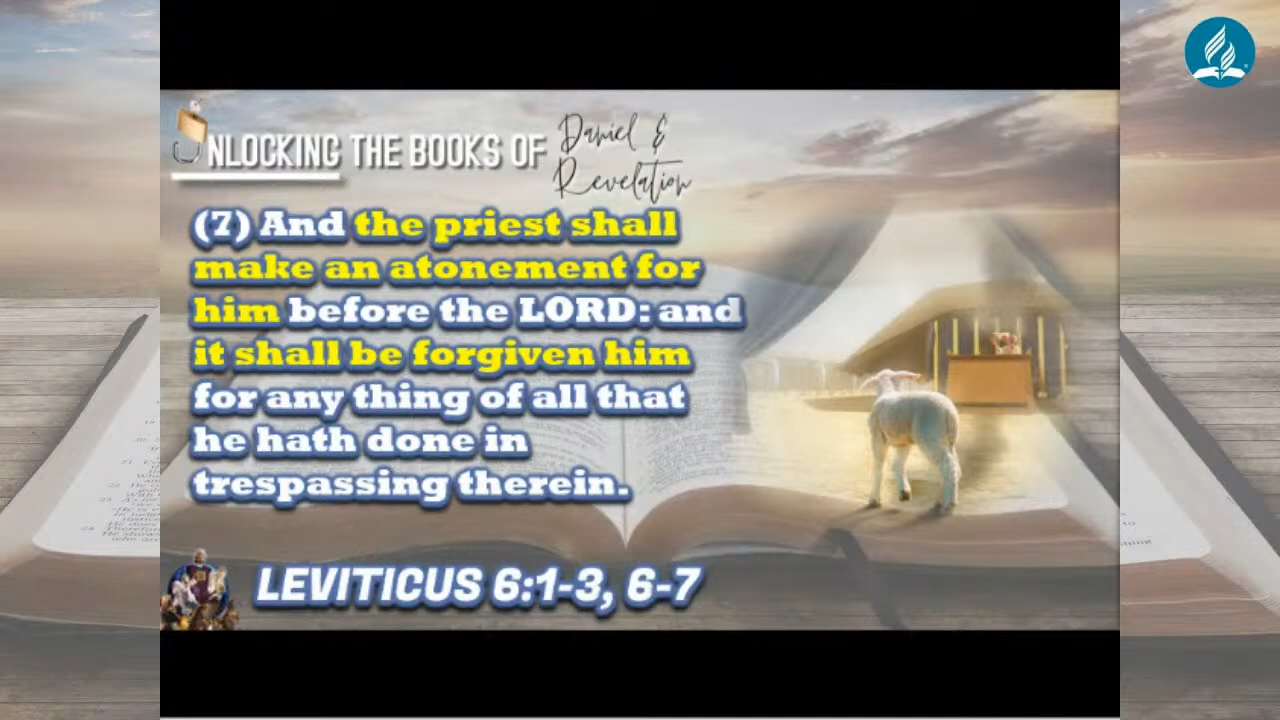 NLOCKING THE BOOKS OF Daniel &
Revelation
(7) And the priest shall
make an atonement for
him before the LORD: and
it shall be forgiven him
for any thing of all that
he hath done in
trespassing therein.
LEVITICUS 6:1-3, 6-7